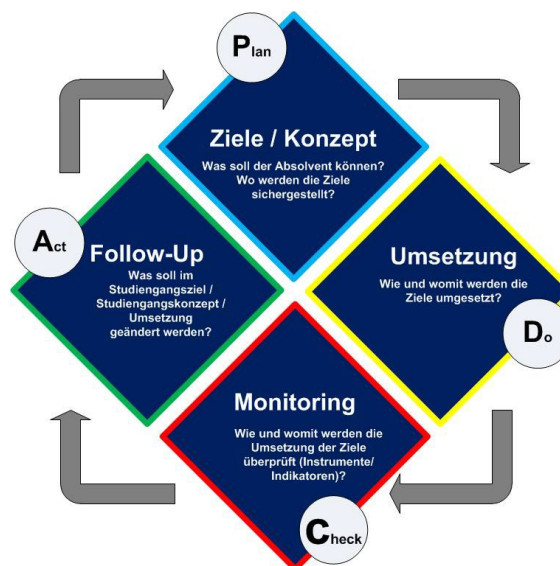 Plan
Ziele / Konzept
Was soll der Absolvent können?
Wo werden die Ziele
sichergestellt?
Act
Follow-Up
Was soll im
Studiengangsziel /
Studiengangskonzept /
Umsetzung
geändert werden?
Umsetzung
Wie und womit werden die
Ziele umgesetzt?
Do
Monitoring
Wie und womit werden die
Umsetzung der Ziele
überprüft (Instrumente/
Indikatoren)?
Check